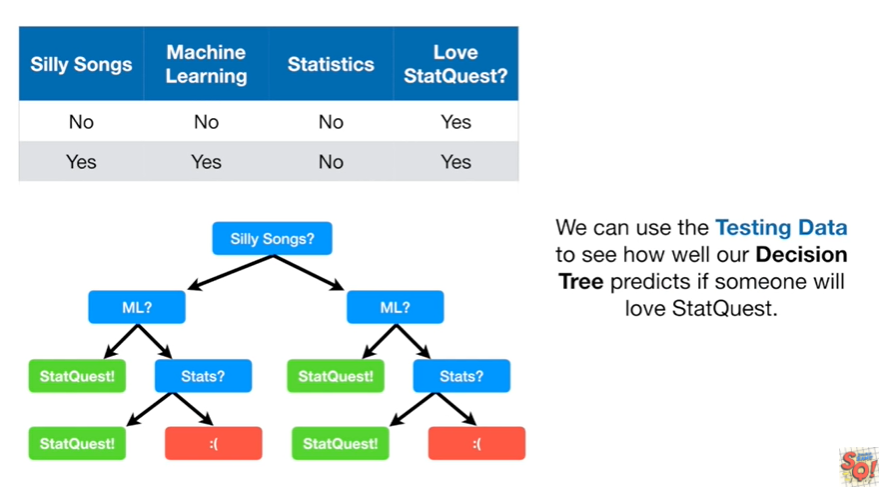 Silly Songs Machine Learning Statistics Love StatQuest?
No No No Yes
Yes Yes No Yes
Silly Songs?
ML? ML?
StatQuest! Stats? StatQuest! Stats?
StatQuest! :( StatQuest! :(
We can use the Testing Data
to see how well our Decision
Tree predicts if someone will
love StatQuest.
SQ!